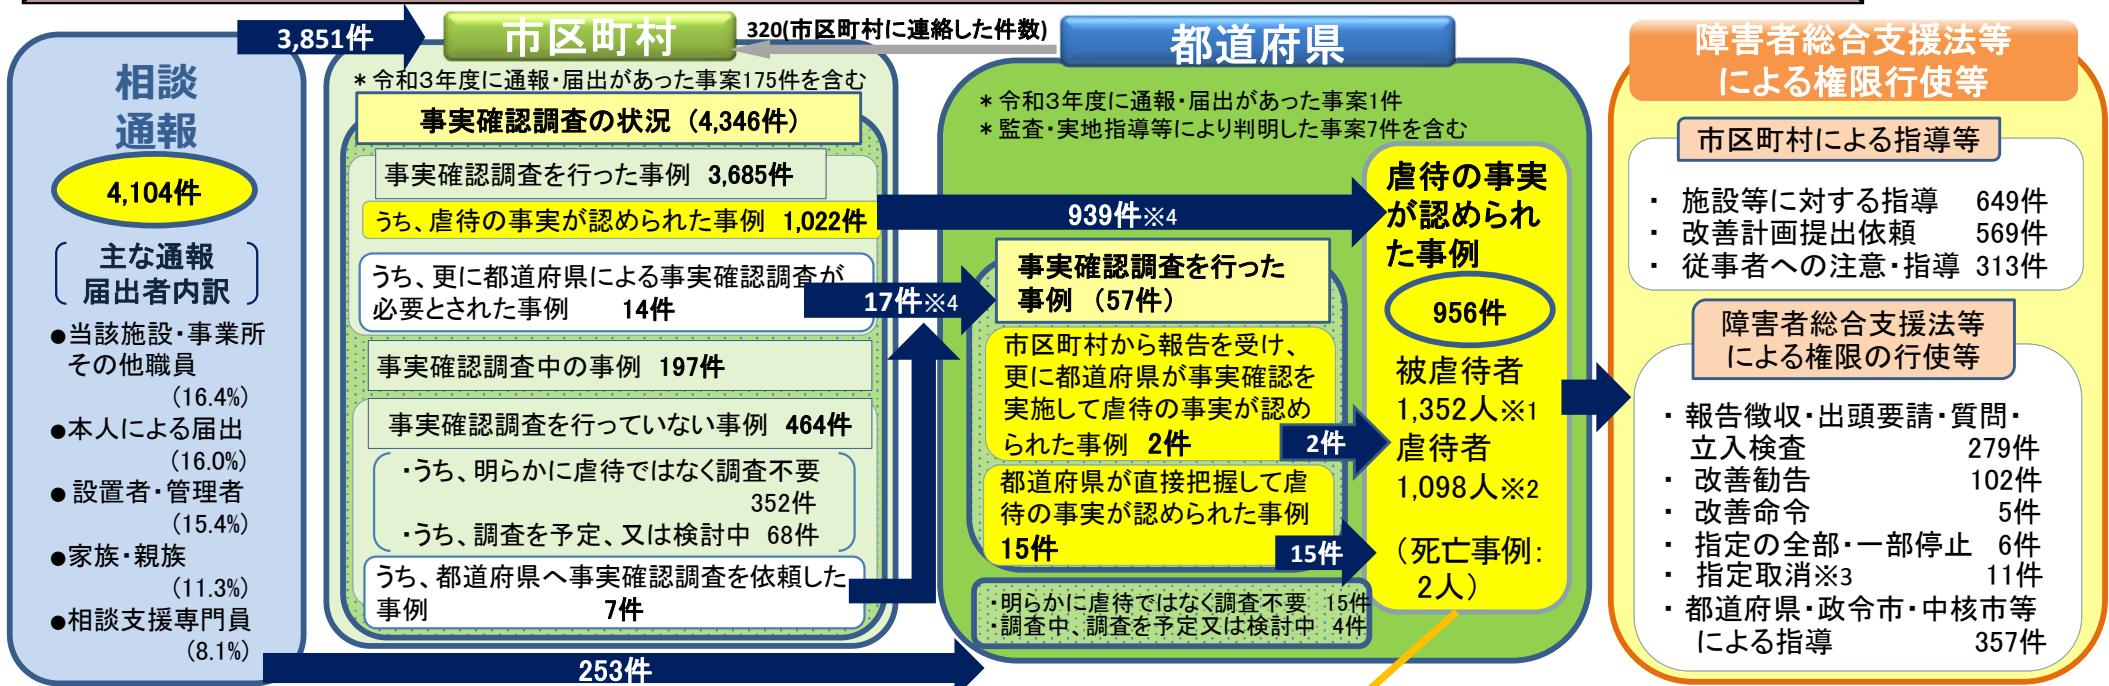 相談
通報
4,104件
主な通報
届出者内訳
●当該施設・事業所
その他職員
(16.4%)
●本人による届出
(16.0%)
●設置者・管理者
(15.4%)
●家族・親族
(11.3%)
●相談支援専門員
(8.1%)
3,851件
253件
市区町村
320(市区町村に連絡した件数)
＊令和3年度に通報・届出があった事案175件を含む
事実確認調査の状況（4,346件）
事実確認調査を行った事例 3,685件
うち、虐待の事実が認められた事例 1,022件
うち、更に都道府県による事実確認調査が
必要とされた事例 14件
事実確認調査中の事例 197件
事実確認調査を行っていない事例 464件
・うち、明らかに虐待ではなく調査不要
352件
・うち、調査を予定、又は検討中 68件
うち、都道府県へ事実確認調査を依頼した
事例 7件
939件※4
17件※4
都道府県
＊令和3年度に通報・届出があった事案1件
＊監査・実地指導等により判明した事案7件を含む
事実確認調査を行った
事例（57件）
市区町村から報告を受け、
更に都道府県が事実確認を
実施して虐待の事実が認め
られた事例 2件
2件
都道府県が直接把握して虐
待の事実が認められた事例
15件
15件
・明らかに虐待ではなく調査不要 15件
・調査中、調査を予定又は検討中 4件
虐待の事実
が認められ
た事例
956件
被虐待者
1,352人※1
虐待者
1,098人※2
（死亡事例：
2人）
障害者総合支援法等
による権限行使等
市区町村による指導等
・ 施設等に対する指導 649件
・ 改善計画提出依頼 569件
・ 従事者への注意・指導 313件
障害者総合支援法等
による権限の行使等
・報告徴収・出頭要請・質問・
立入検査 279件
・ 改善勧告 102件
・ 改善命令 5件
・ 指定の全部・一部停止 6件
・ 指定取消※3 11件
・都道府県・政令市・中核市等
による指導 357件